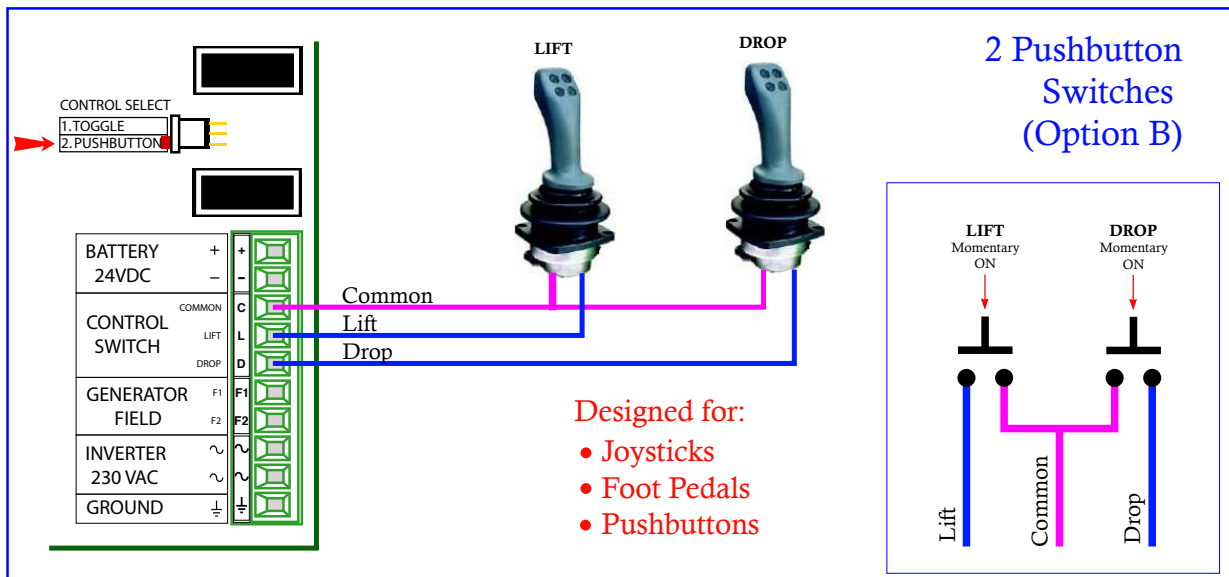 LIFT
DROP
2 Pushbutton
Switches
(Option B)
CONTROL SELECT
1.TOGGLE
2.PUSHBUTTON
BATTERY + +
24VDC – –
CONTROL
SWITCH
COMMON C
LIFT L
DROP D
GENERATOR F1 F1
FIELD F2 F2
INVERTER ~ ~
230 VAC ~ ~
GROUND ⏚ ⏚
Common
Lift
Drop
Designed for:
• Joysticks
• Foot Pedals
• Pushbuttons
LIFT
Momentary
ON
DROP
Momentary
ON
Lift
Common
Drop